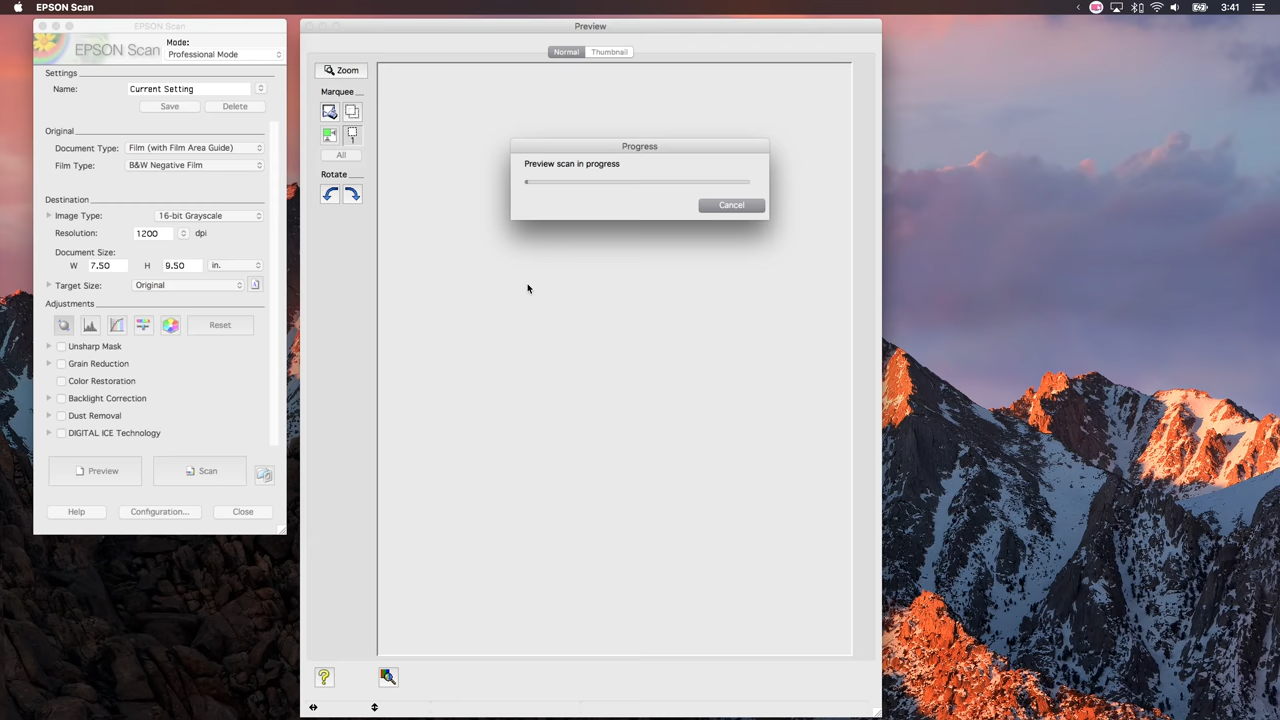 EPSON Scan
3:41
EPSON Scan
EPSON Scan
Mode:
Professional Mode
Settings
Name:
Current Setting
Save
Delete
Original
Document Type:
Film (with Film Area Guide)
Film Type:
B&W Negative Film
Destination
Image Type:
16-bit Grayscale
Resolution:
1200
dpi
Document Size:
W
7.50
H
9.50
in.
Target Size:
Original
Adjustments
Reset
Unsharp Mask
Grain Reduction
Color Restoration
Backlight Correction
Dust Removal
DIGITAL ICE Technology
Preview
Scan
Help
Configuration...
Close
Preview
Normal
Thumbnail
Zoom
Marquee
1
All
Rotate
Progress
Preview scan in progress
Cancel
?